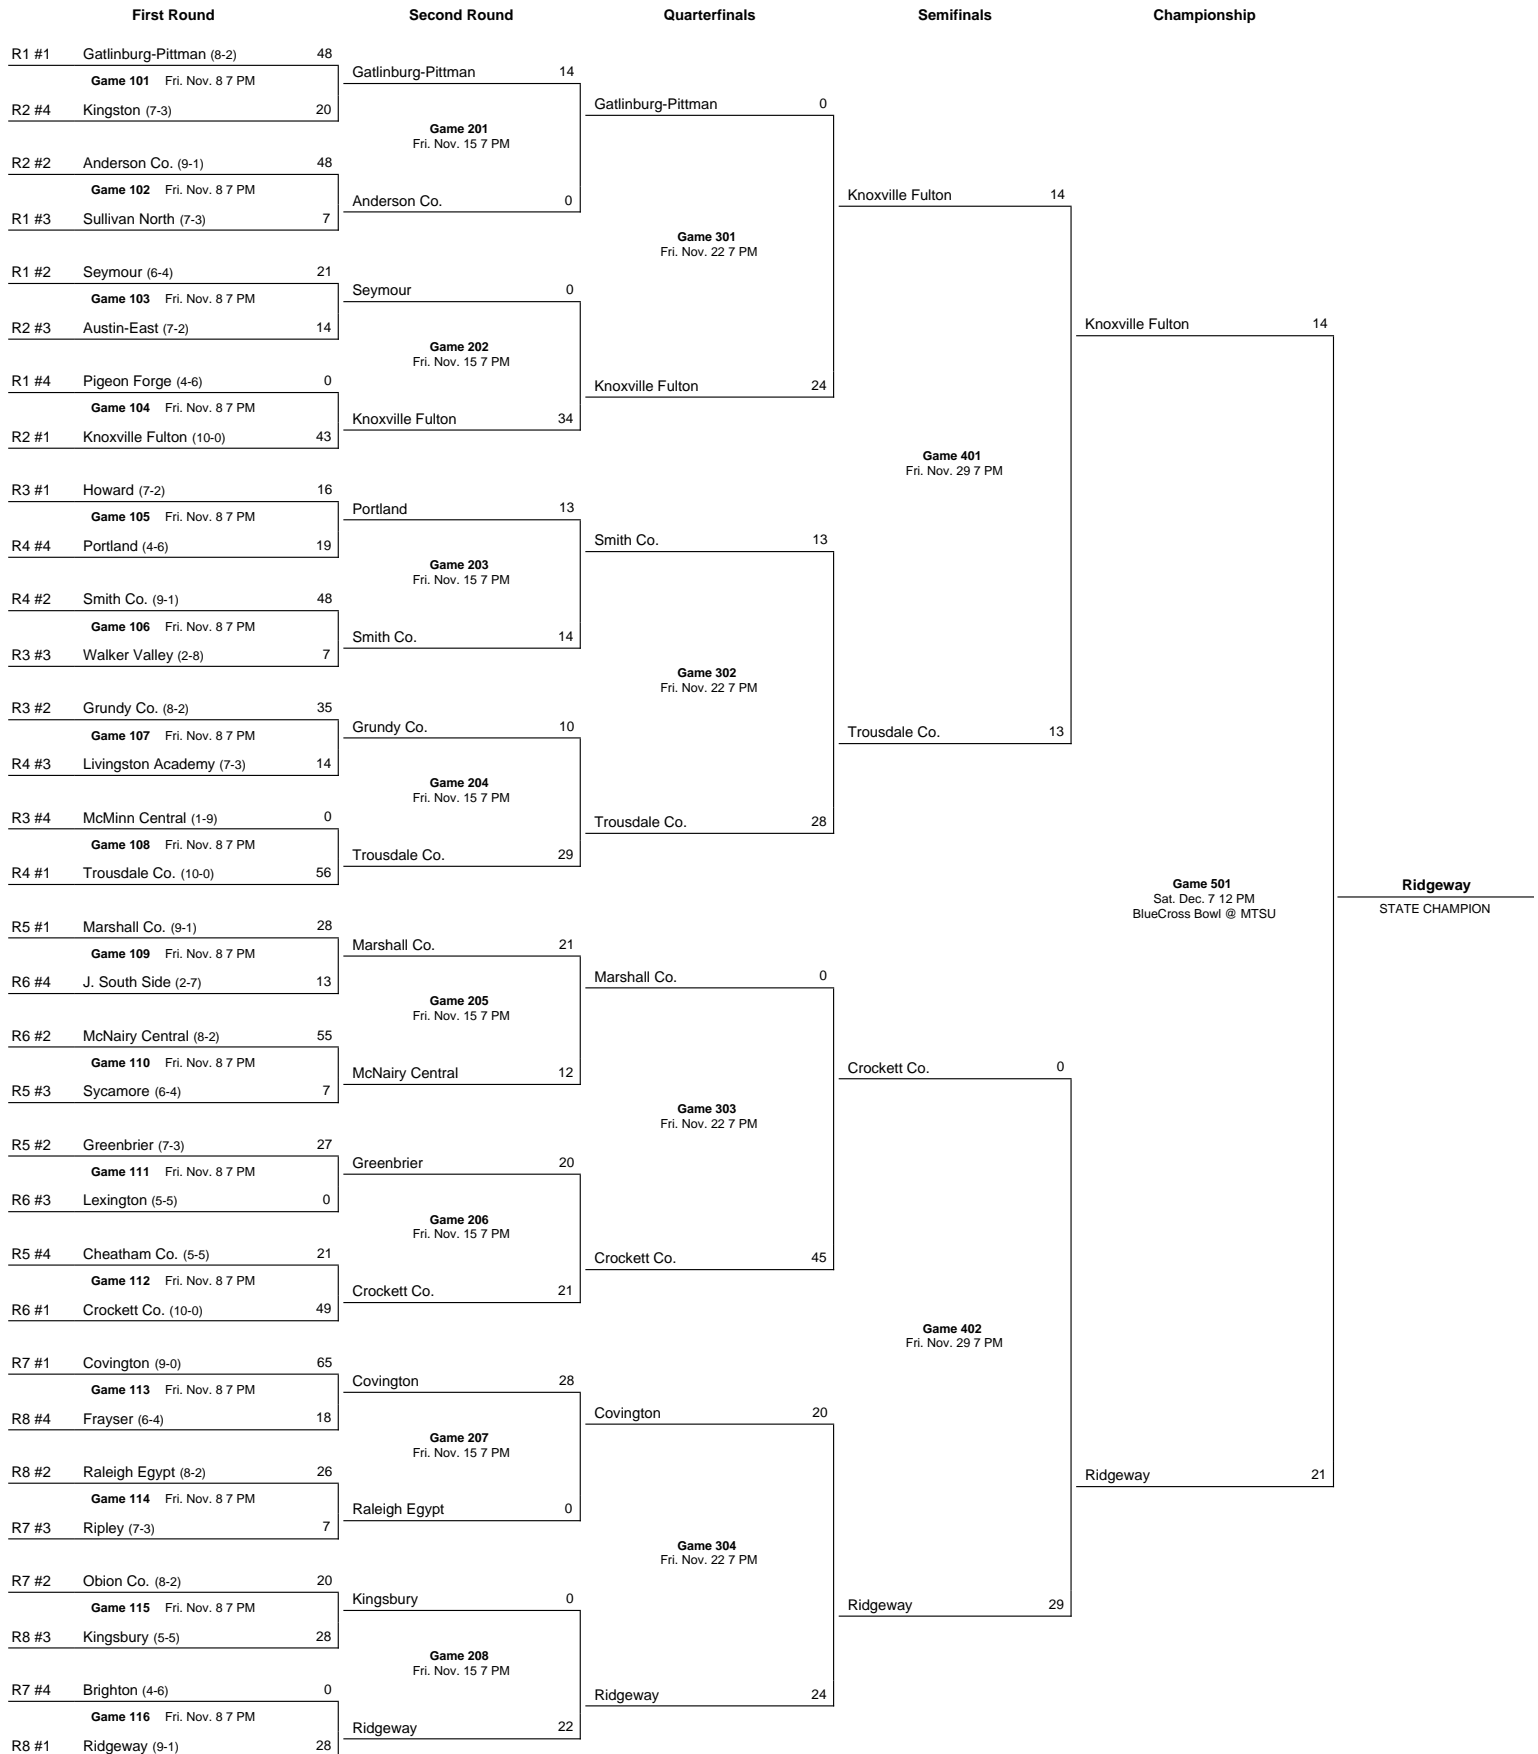 First Round
Second Round
Quarterfinals
Semifinals
Championship
R1 #1 Gatlinburg-Pittman (8-2) 48
Game 101 Fri. Nov. 8 7 PM
R2 #4 Kingston (7-3) 20
R2 #2 Anderson Co. (9-1) 48
Game 102 Fri. Nov. 8 7 PM
R1 #3 Sullivan North (7-3) 7
R1 #2 Seymour (6-4) 21
Game 103 Fri. Nov. 8 7 PM
R2 #3 Austin-East (7-2) 14
R1 #4 Pigeon Forge (4-6) 0
Game 104 Fri. Nov. 8 7 PM
R2 #1 Knoxville Fulton (10-0) 43
R3 #1 Howard (7-2) 16
Game 105 Fri. Nov. 8 7 PM
R4 #4 Portland (4-6) 19
R4 #2 Smith Co. (9-1) 48
Game 106 Fri. Nov. 8 7 PM
R3 #3 Walker Valley (2-8) 7
R3 #2 Grundy Co. (8-2) 35
Game 107 Fri. Nov. 8 7 PM
R4 #3 Livingston Academy (7-3) 14
R3 #4 McMinn Central (1-9) 0
Game 108 Fri. Nov. 8 7 PM
R4 #1 Trousdale Co. (10-0) 56
R5 #1 Marshall Co. (9-1) 28
Game 109 Fri. Nov. 8 7 PM
R6 #4 J. South Side (2-7) 13
R6 #2 McNairy Central (8-2) 55
Game 110 Fri. Nov. 8 7 PM
R5 #3 Sycamore (6-4) 7
R5 #2 Greenbrier (7-3) 27
Game 111 Fri. Nov. 8 7 PM
R6 #3 Lexington (5-5) 0
R5 #4 Cheatham Co. (5-5) 21
Game 112 Fri. Nov. 8 7 PM
R6 #1 Crockett Co. (10-0) 49
R7 #1 Covington (9-0) 65
Game 113 Fri. Nov. 8 7 PM
R8 #4 Frayser (6-4) 18
R8 #2 Raleigh Egypt (8-2) 26
Game 114 Fri. Nov. 8 7 PM
R7 #3 Ripley (7-3) 7
R7 #2 Obion Co. (8-2) 20
Game 115 Fri. Nov. 8 7 PM
R8 #3 Kingsbury (5-5) 28
R7 #4 Brighton (4-6) 0
Game 116 Fri. Nov. 8 7 PM
R8 #1 Ridgeway (9-1) 28
Gatlinburg-Pittman 14
Game 201
Fri. Nov. 15 7 PM
Anderson Co. 0
Seymour 0
Game 202
Fri. Nov. 15 7 PM
Knoxville Fulton 34
Portland 13
Game 203
Fri. Nov. 15 7 PM
Smith Co. 14
Grundy Co. 10
Game 204
Fri. Nov. 15 7 PM
Trousdale Co. 29
Marshall Co. 21
Game 205
Fri. Nov. 15 7 PM
McNairy Central 12
Greenbrier 20
Game 206
Fri. Nov. 15 7 PM
Crockett Co. 21
Covington 28
Game 207
Fri. Nov. 15 7 PM
Raleigh Egypt 0
Kingsbury 0
Game 208
Fri. Nov. 15 7 PM
Ridgeway 22
Gatlinburg-Pittman 0
Game 301
Fri. Nov. 22 7 PM
Knoxville Fulton 24
Smith Co. 13
Game 302
Fri. Nov. 22 7 PM
Trousdale Co. 28
Marshall Co. 0
Game 303
Fri. Nov. 22 7 PM
Crockett Co. 45
Covington 20
Game 304
Fri. Nov. 22 7 PM
Ridgeway 24
Knoxville Fulton 14
Game 401
Fri. Nov. 29 7 PM
Trousdale Co. 13
Crockett Co. 0
Game 402
Fri. Nov. 29 7 PM
Ridgeway 29
Knoxville Fulton 14
Game 501
Sat. Dec. 7 12 PM
BlueCross Bowl @ MTSU
Ridgeway 21
Ridgeway
STATE CHAMPION